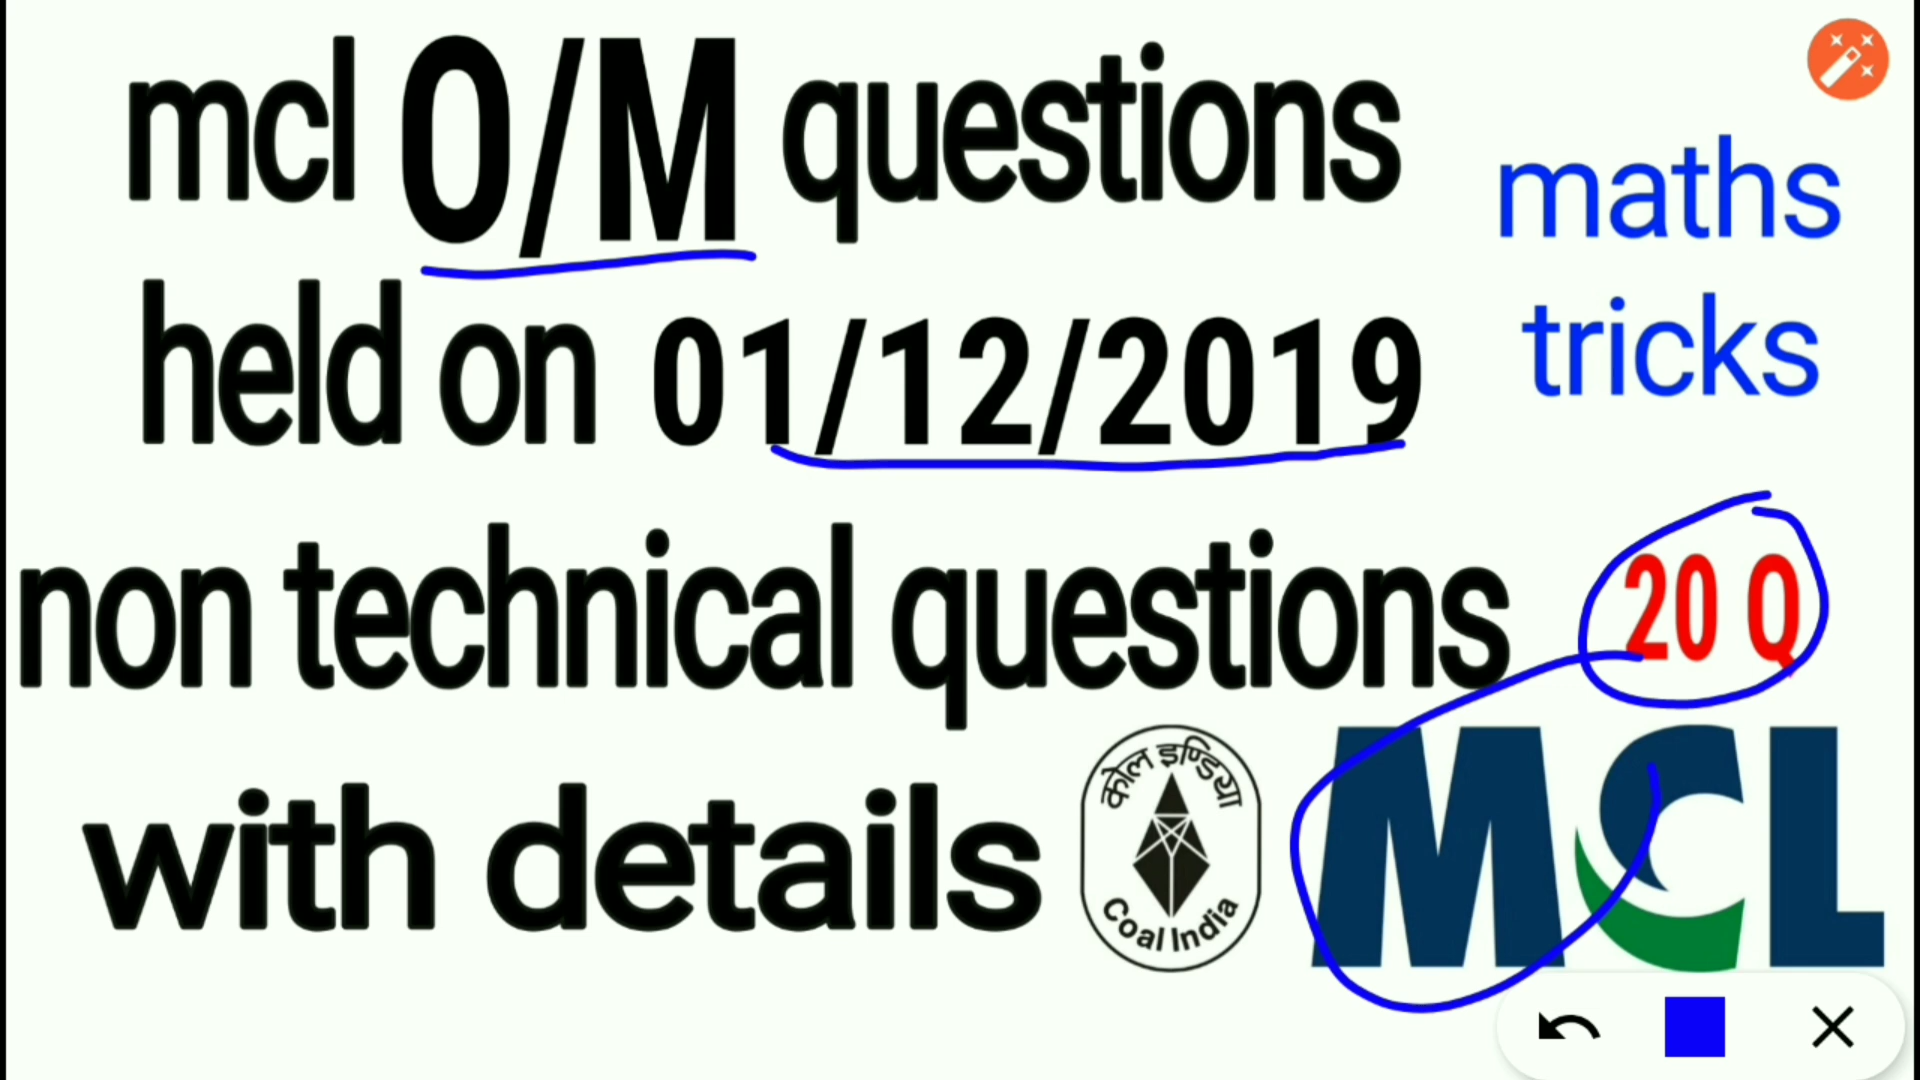 mcl O/M questions
maths
held on 01/12/2019
tricks
non technical questions 20 Q
with details
कोल इण्डिया
Coal India
MCL